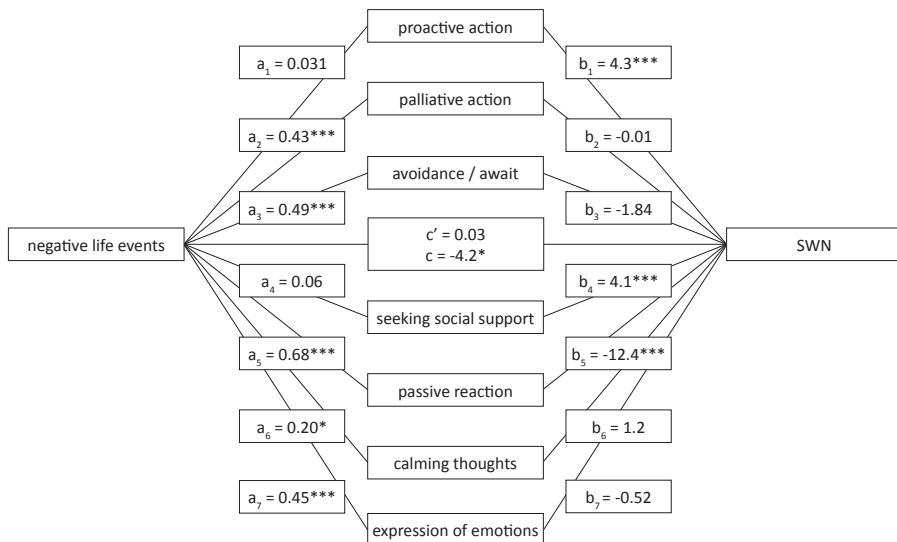 proactive action
a₁ = 0.031
b₁ = 4.3***
palliative action
a₂ = 0.43***
b₂ = -0.01
avoidance / await
a₃ = 0.49***
b₃ = -1.84
negative life events
c’ = 0.03
c = -4.2*
SWN
a₄ = 0.06
b₄ = 4.1***
seeking social support
a₅ = 0.68***
b₅ = -12.4***
passive reaction
a₆ = 0.20*
b₆ = 1.2
calming thoughts
a₇ = 0.45***
b₇ = -0.52
expression of emotions